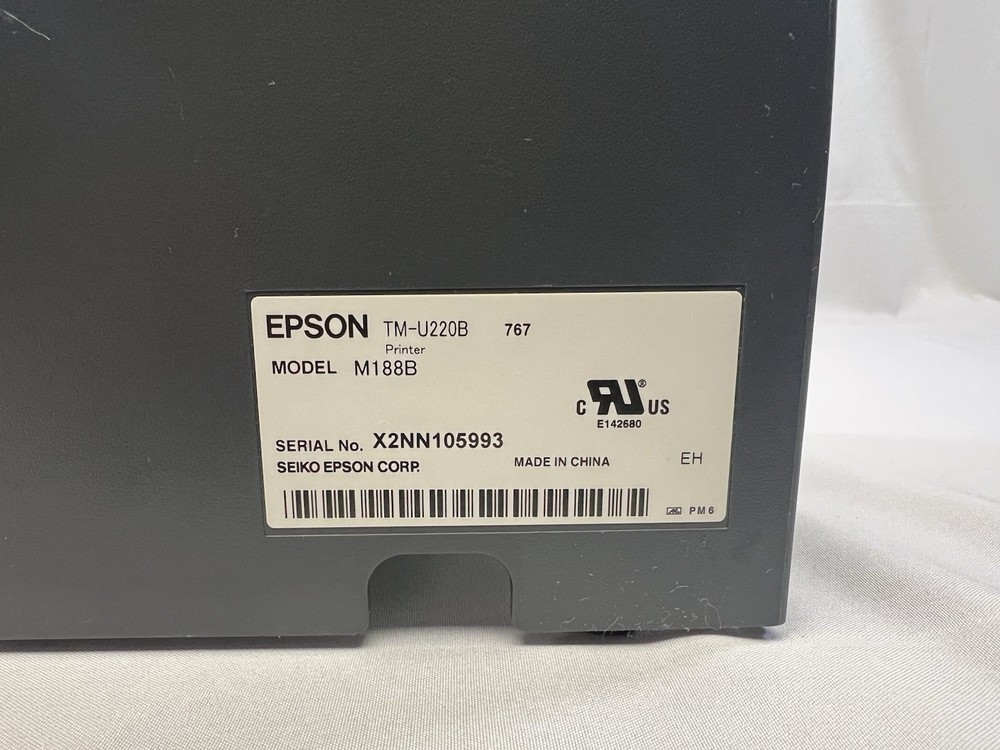 EPSON TM-U220B 767
Printer
MODEL M188B
C RU® US
E142680
SERIAL No. X2NN105993
SEIKO EPSON CORP. MADE IN CHINA EH
PM6